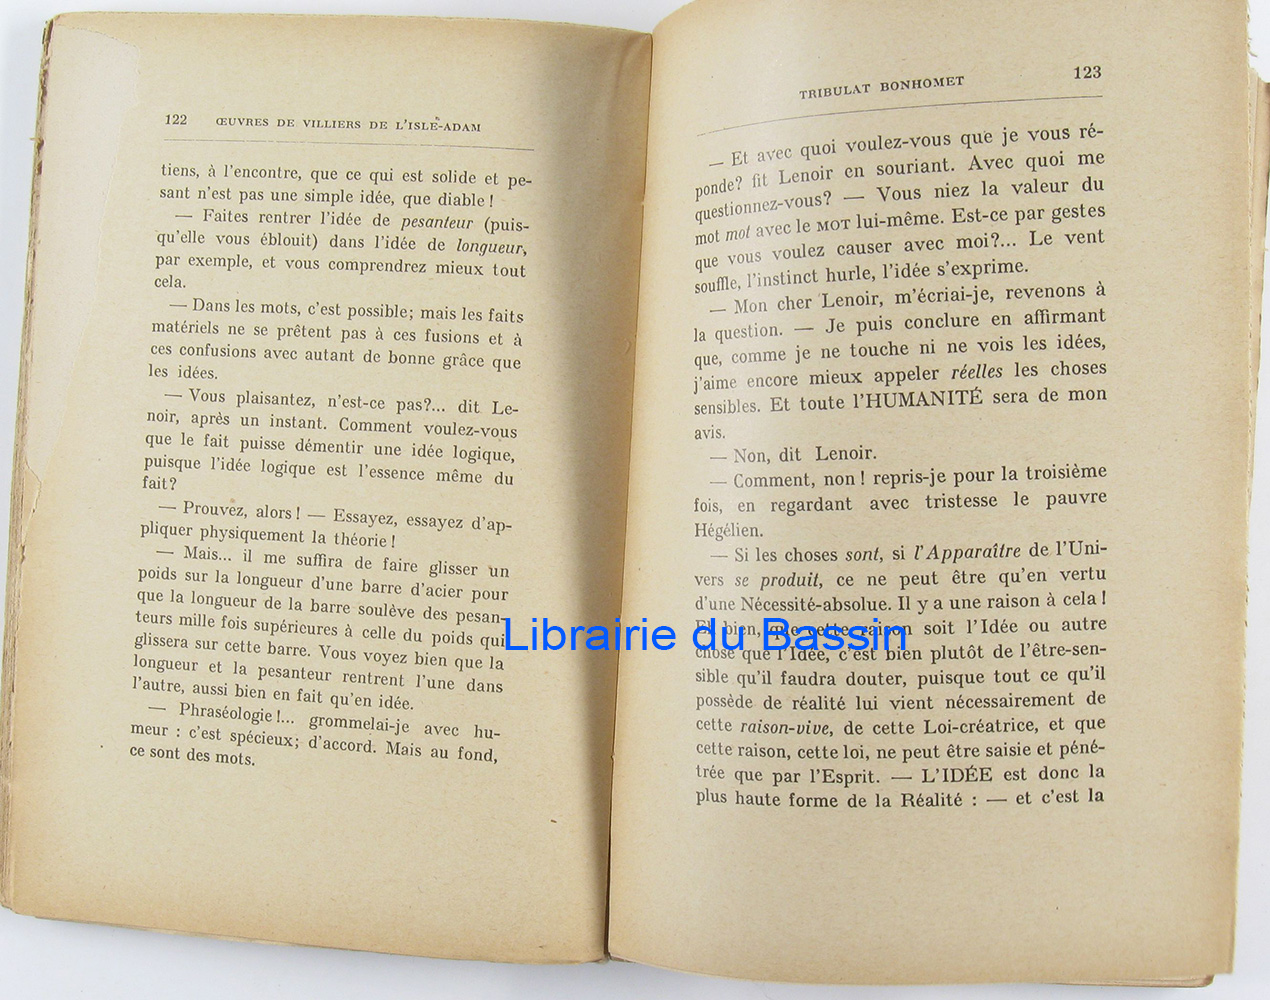 122 ŒUVRES DE VILLIERS DE L'ISLE-ADAM
tiens, à l'encontre, que ce qui est solide et pe-
sant n'est pas une simple idée, que diable !
— Faites rentrer l'idée de pesanteur (puis-
qu'elle vous éblouit) dans l'idée de longueur,
par exemple, et vous comprendrez mieux tout
cela.
— Dans les mots, c'est possible; mais les faits
matériels ne se prêtent pas à ces fusions et à
ces confusions avec autant de bonne grâce que
les idées.
— Vous plaisantez, n'est-ce pas?... dit Le-
noir, après un instant. Comment voulez-vous
que le fait puisse démentir une idée logique,
puisque l'idée logique est l'essence même du
fait?
— Prouvez, alors ! — Essayez, essayez d'ap-
pliquer physiquement la théorie !
— Mais... il me suffira de faire glisser un
poids sur la longueur d'une barre d'acier pour
que la longueur de la barre soulève des pesan-
teurs mille fois supérieures à celle du poids qui
glissera sur cette barre. Vous voyez bien que la
longueur et la pesanteur rentrent l'une dans
l'autre, aussi bien en fait qu'en idée.
— Phraséologie !... grommelai-je avec hu-
meur : c'est spécieux; d'accord. Mais au fond,
ce sont des mots.
TRIBULAT BONHOMET 123
— Et avec quoi voulez-vous que je vous ré-
ponde? fit Lenoir en souriant. Avec quoi me
questionnez-vous? — Vous niez la valeur du
mot mot avec le MOT lui-même. Est-ce par gestes
que vous voulez causer avec moi?... Le vent
souffle, l'instinct hurle, l'idée s'exprime.
— Mon cher Lenoir, m'écriai-je, revenons à
la question. — Je puis conclure en affirmant
que, comme je ne touche ni ne vois les idées,
j'aime encore mieux appeler réelles les choses
sensibles. Et toute l'HUMANITÉ sera de mon
avis.
— Non, dit Lenoir.
— Comment, non ! repris-je pour la troisième
fois, en regardant avec tristesse le pauvre
Hégélien.
— Si les choses sont, si l'Apparaître de l'Uni-
vers se produit, ce ne peut être qu'en vertu
d'une Nécessité-absolue. Il y a une raison à cela !
Eh bien, que cette raison soit l'Idée ou autre
chose que l'Idée, c'est bien plutôt de l'être-sen-
sible qu'il faudra douter, puisque tout ce qu'il
possède de réalité lui vient nécessairement de
cette raison-vive, de cette Loi-créatrice, et que
cette raison, cette loi, ne peut être saisie et péné-
trée que par l'Esprit. — L'IDÉE est donc la
plus haute forme de la Réalité : — et c'est la
Librairie du Bassin